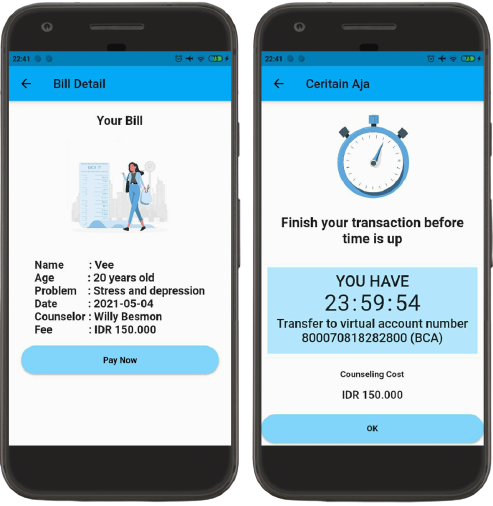 22:41
Bill Detail
Your Bill
Name : Vee
Age : 20 years old
Problem : Stress and depression
Date : 2021-05-04
Counselor : Willy Besmon
Fee : IDR 150.000
Pay Now
22:41
Ceritain Aja
Finish your transaction before
time is up
YOU HAVE
23:59:54
Transfer to virtual account number
800070818282800 (BCA)
Counseling Cost
IDR 150.000
OK